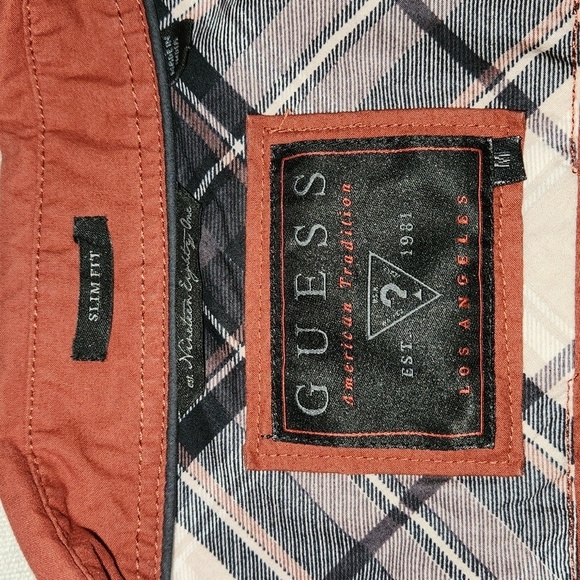 SLIM FIT
est. Nineteen Eighty One
GUESS
American Tradition
?
EST. 1981
LOS ANGELES
M